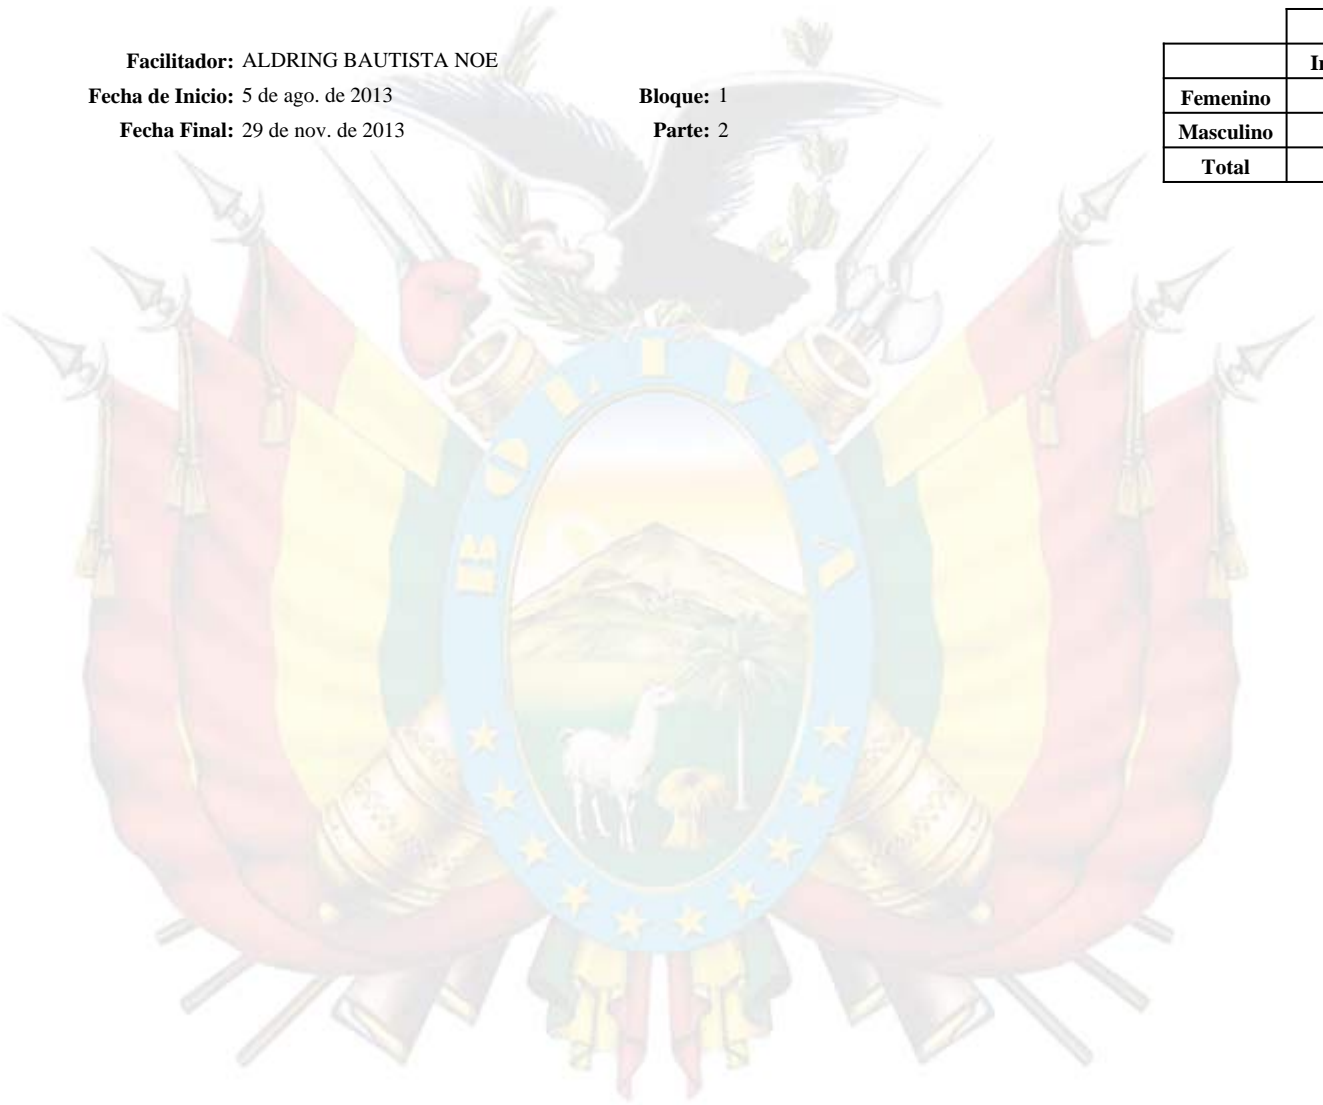 Facilitador: ALDRING BAUTISTA NOE
Fecha de Inicio: 5 de ago. de 2013 Bloque: 1
Fecha Final: 29 de nov. de 2013 Parte: 2
Femenino
Masculino
Total
BOLIVIA